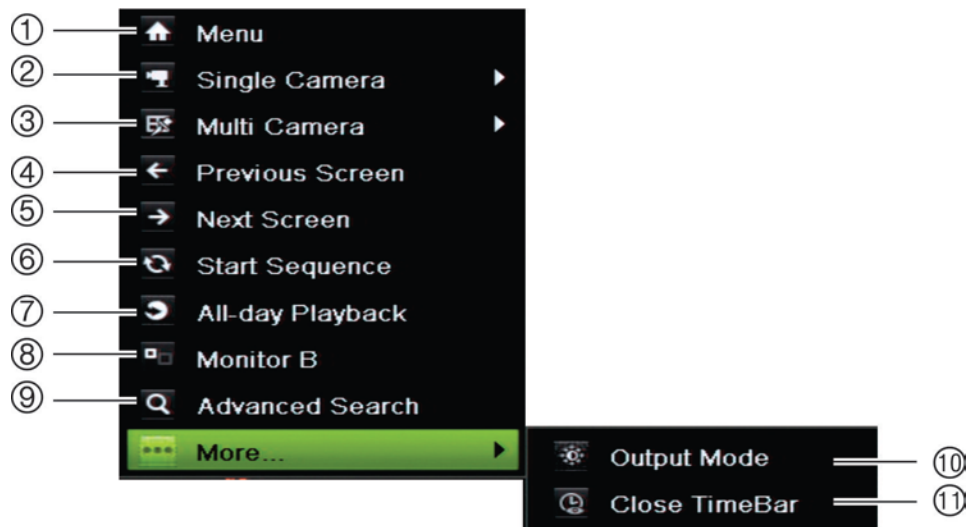 ① Menu
② Single Camera
③ Multi Camera
④ Previous Screen
⑤ Next Screen
⑥ Start Sequence
⑦ All-day Playback
⑧ Monitor B
⑨ Advanced Search
More...
Output Mode ⑩
Close TimeBar ⑪